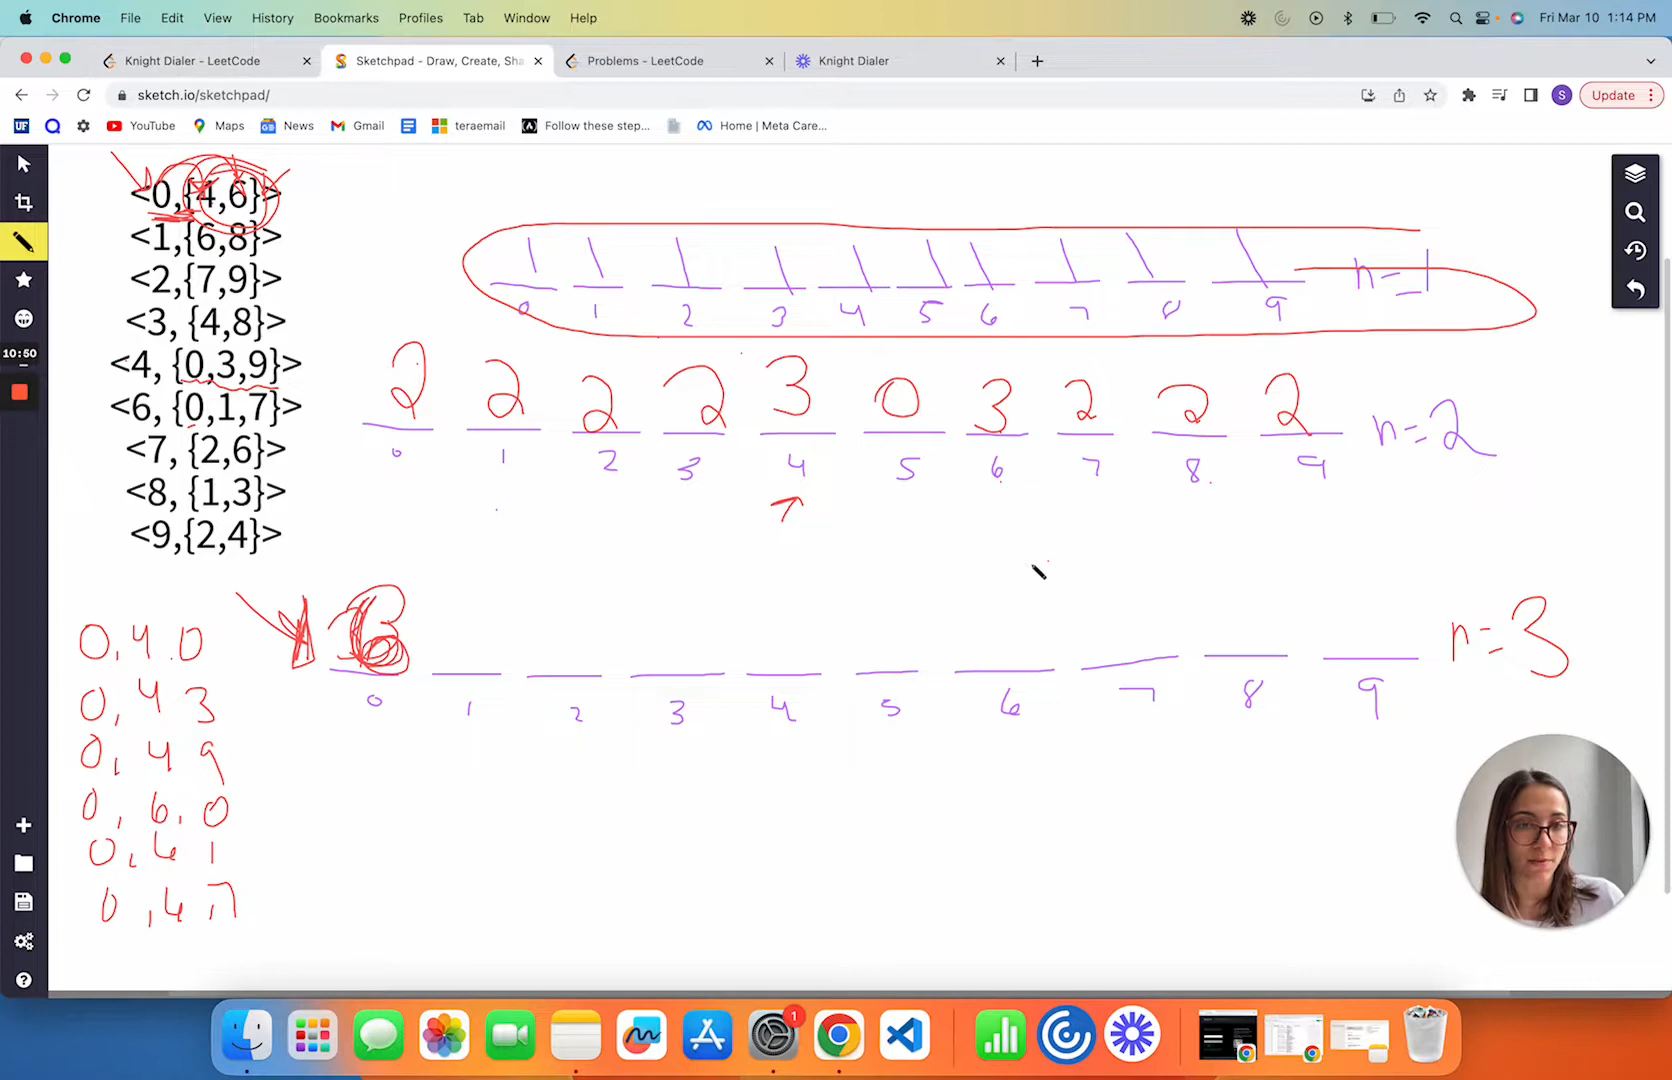 Chrome File Edit View History Bookmarks Profiles Tab Window Help Fri Mar 10 1:14 PM
Knight Dialer - LeetCode Sketchpad - Draw, Create, Sha Problems - LeetCode Knight Dialer
sketch.io/sketchpad/ S Update
UF YouTube Maps News Gmail teraemail Follow these step... Home | Meta Care...
<0,{4,6}>
<1,{6,8}>
<2,{7,9}>
<3, {4,8}>
<4, {0,3,9}>
<6, {0,1,7}>
<7, {2,6}>
<8, {1,3}>
<9,{2,4}>
10:50
1 1 1 1 1 1 1 1 1 1 n=1
0 1 2 3 4 5 6 7 8 9
2 2 2 2 3 0 3 2 2 2 n=2
0 1 2 3 4 5 6 7 8 9
n=3
0 1 2 3 4 5 6 7 8 9
0,4.0
0,4 3
0,4 9
0,6.0
0,6 1
0,6,7
1